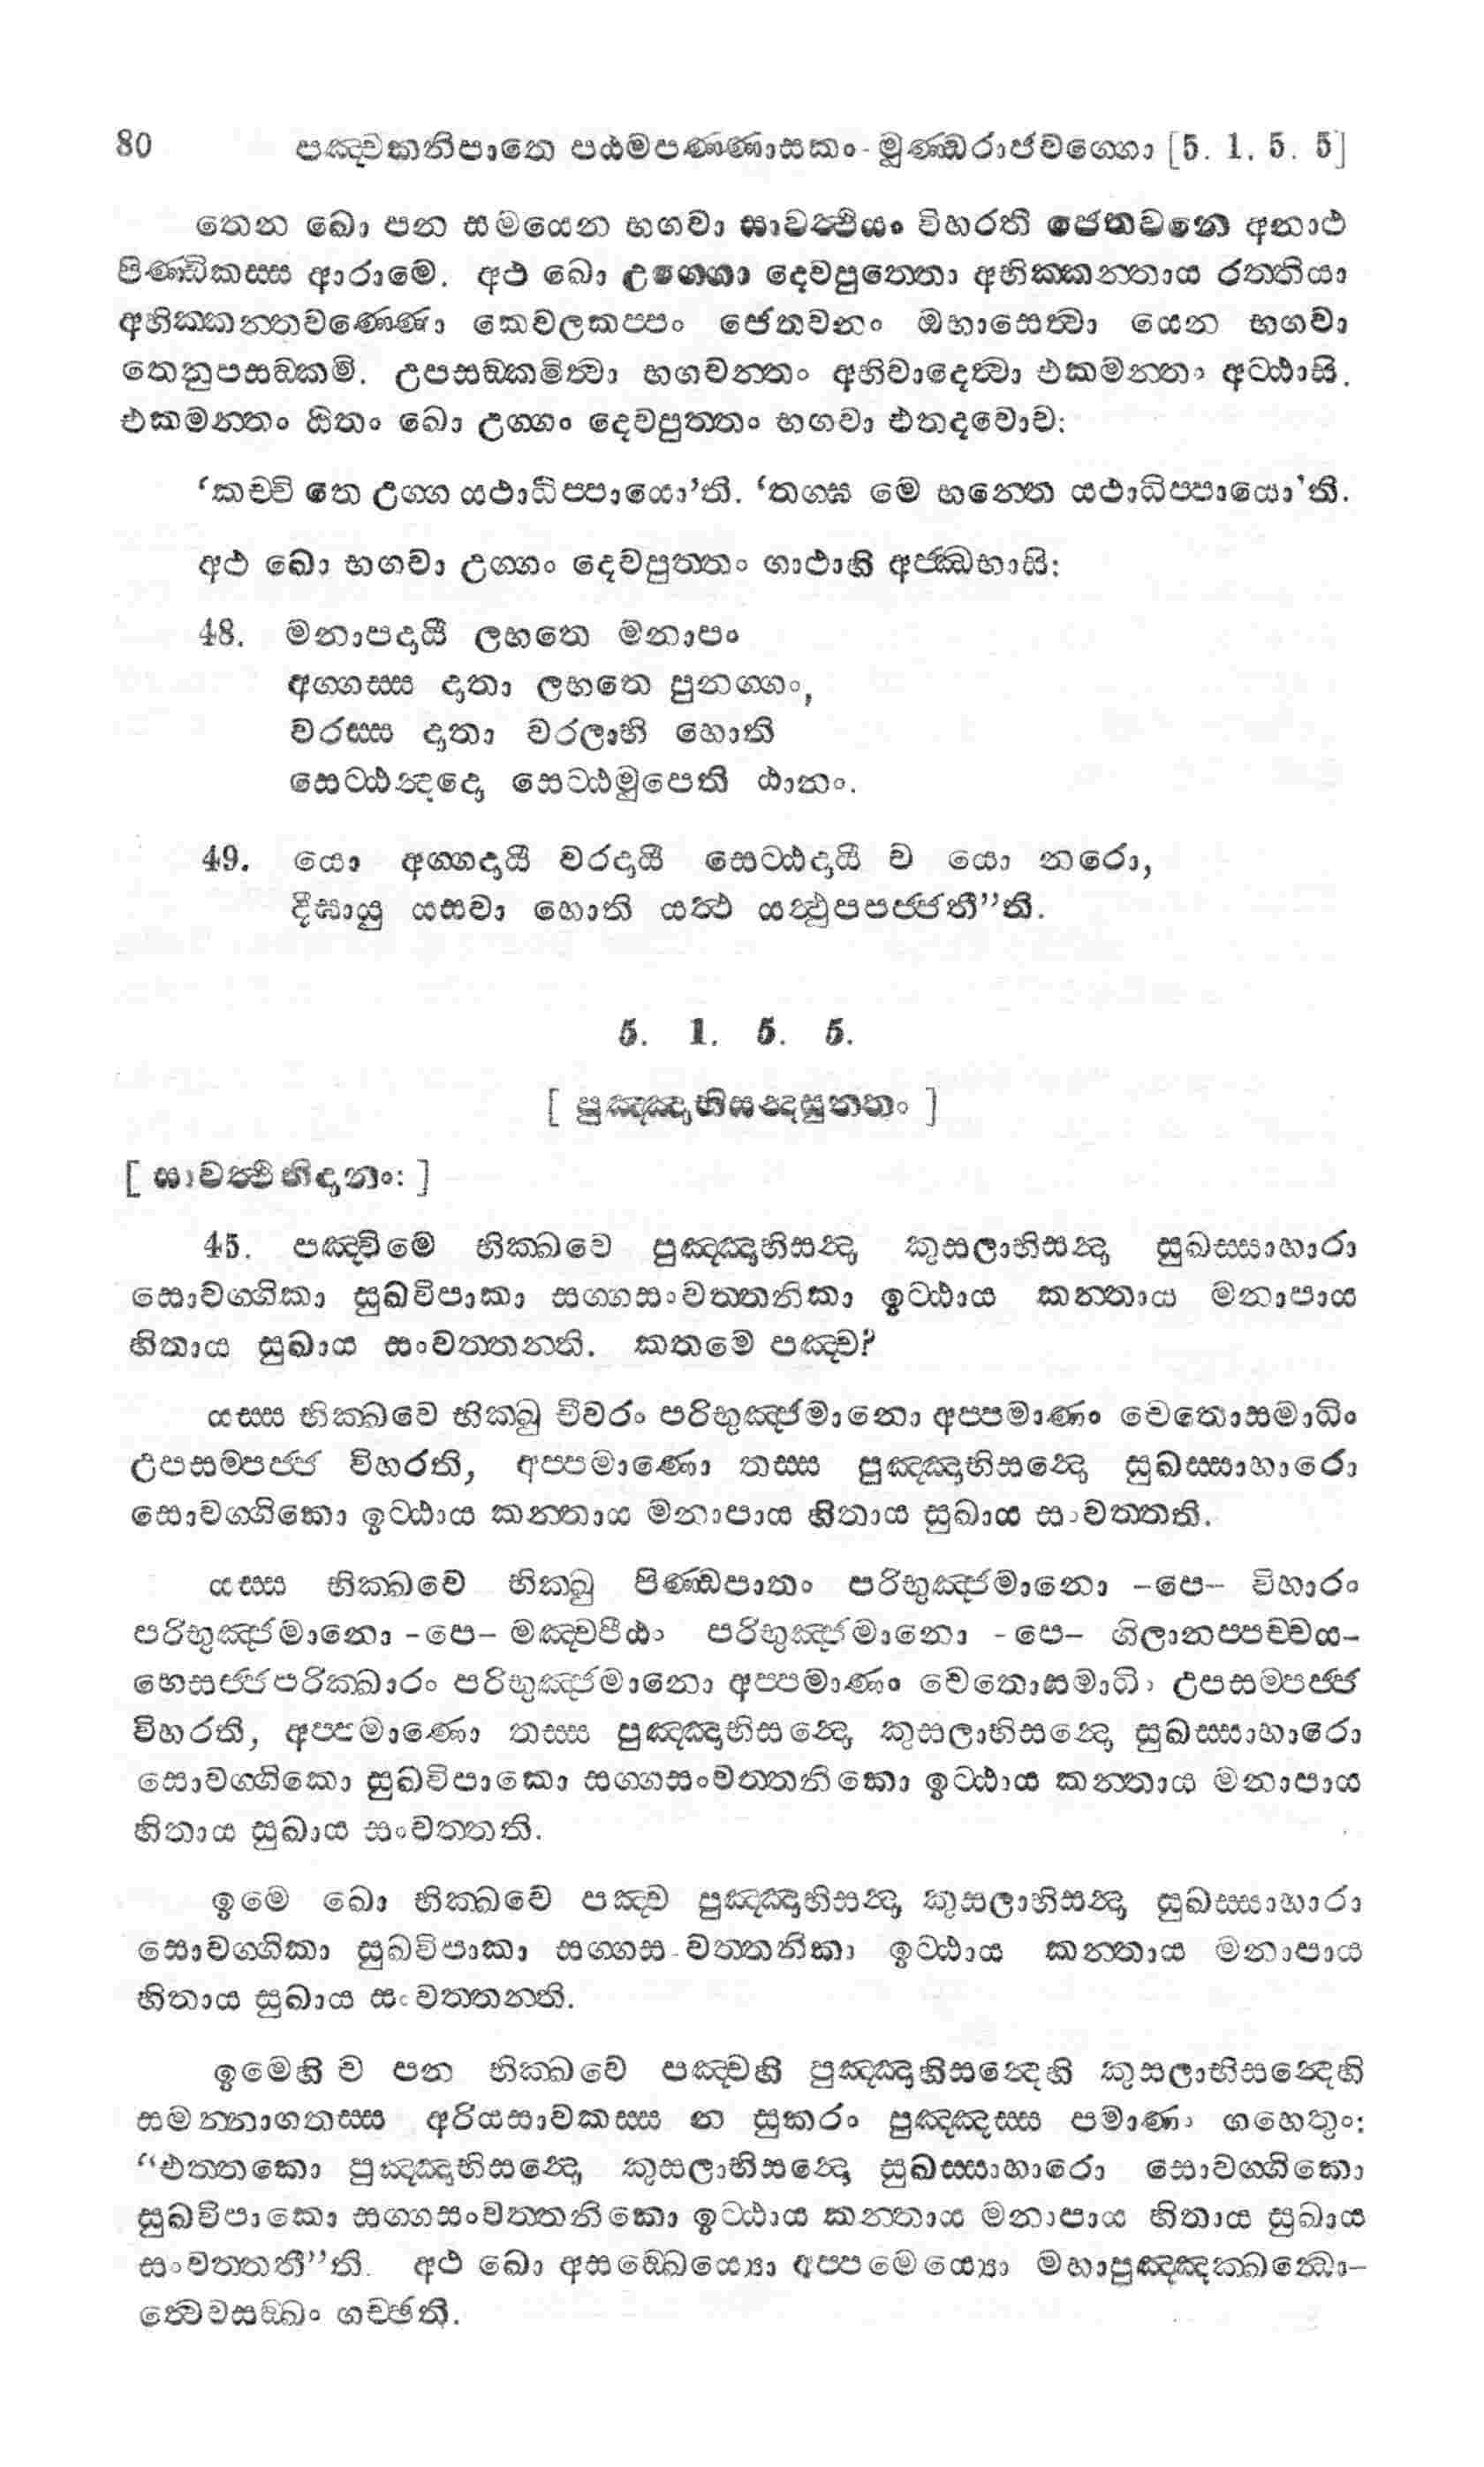 80 පඤ්චකනිපාතෙ පඨමපණ්ණාසකං - මුණ්ඩරාජවග්ගො [5. 1. 5. 5]
තෙන ඛො පන සමයෙන භගවා සාවත්ථියං විහරති ජෙතවනෙ අනාථ
පිණ්ඩිකස්ස ආරාමෙ. අථ ඛො උග්ගො දෙවපුත්තො අභික්කන්තාය රත්තියා
අභික්කන්තවණ්ණො කෙවලකප්පං ජෙතවනං ඔභාසෙත්වා යෙන භගවා
තෙනුපසඞ්කමි. උපසඞ්කමිත්වා භගවන්තං අභිවාදෙත්වා එකමන්තං අට්ඨාසි.
එකමන්තං ඨිතං ඛො උග්ගං දෙවපුත්තං භගවා එතදවොච:
‘කච්චි තෙ උග්ග යථාධිප්පායො’ති. ‘තග්ඝ මෙ භන්තෙ යථාධිප්පායො’ති.
අථ ඛො භගවා උග්ගං දෙවපුත්තං ගාථාහි අජ්ඣභාසි:
48. මනාපදායී ලභතෙ මනාපං
අග්ගස්ස දාතා ලභතෙ පුනග්ගං,
වරස්ස දාතා වරලාභි හොති
සෙට්ඨන්දදො සෙට්ඨමුපෙති ඨානං.
49. යො අග්ගදායී වරදායී සෙට්ඨදායී ච යො නරො,
දීඝායු යසවා හොති යත්ථ යත්ථුපපජ්ජතී”ති.
5. 1. 5. 5.
[ පුඤ්ඤාභිසන්දසුත්තං ]
[ සාවත්ථිනිදානං: ]
45. පඤ්චිමෙ භික්ඛවෙ පුඤ්ඤාභිසන්දා කුසලාභිසන්දා සුඛස්සාහාරා
සොවග්ගිකා සුඛවිපාකා සග්ගසංවත්තනිකා ඉට්ඨාය කන්තාය මනාපාය
හිතාය සුඛාය සංවත්තන්ති. කතමෙ පඤ්ච?
යස්ස භික්ඛවෙ භික්ඛු චීවරං පරිභුඤ්ජමානො අප්පමාණං චෙතොසමාධිං
උපසම්පජ්ජ විහරති, අප්පමාණො තස්ස පුඤ්ඤාභිසන්දො සුඛස්සාහාරො
සොවග්ගිකො ඉට්ඨාය කන්තාය මනාපාය හිතාය සුඛාය සංවත්තති.
යස්ස භික්ඛවෙ භික්ඛු පිණ්ඩපාතං පරිභුඤ්ජමානො –පෙ– විහාරං
පරිභුඤ්ජමානො –පෙ– මඤ්චපීඨං පරිභුඤ්ජමානො –පෙ– ගිලානප්පච්චය–
භෙසජ්ජපරික්ඛාරං පරිභුඤ්ජමානො අප්පමාණං චෙතොසමාධිං උපසම්පජ්ජ
විහරති, අප්පමාණො තස්ස පුඤ්ඤාභිසන්දො කුසලාභිසන්දො සුඛස්සාහාරො
සොවග්ගිකො සුඛවිපාකො සග්ගසංවත්තනිකො ඉට්ඨාය කන්තාය මනාපාය
හිතාය සුඛාය සංවත්තති.
ඉමෙ ඛො භික්ඛවෙ පඤ්ච පුඤ්ඤාභිසන්දා කුසලාභිසන්දා සුඛස්සාහාරා
සොවග්ගිකා සුඛවිපාකා සග්ගසංවත්තනිකා ඉට්ඨාය කන්තාය මනාපාය
හිතාය සුඛාය සංවත්තන්ති.
ඉමෙහි ච පන භික්ඛවෙ පඤ්චහි පුඤ්ඤාභිසන්දෙහි කුසලාභිසන්දෙහි
සමන්නාගතස්ස අරියසාවකස්ස න සුකරං පුඤ්ඤස්ස පමාණං ගහෙතුං:
“එත්තකො පුඤ්ඤාභිසන්දො කුසලාභිසන්දො සුඛස්සාහාරො සොවග්ගිකො
සුඛවිපාකො සග්ගසංවත්තනිකො ඉට්ඨාය කන්තාය මනාපාය හිතාය සුඛාය
සංවත්තතී”ති. අථ ඛො අසඞ්ඛෙය්‍යො අප්පමෙය්‍යො මහාපුඤ්ඤක්ඛන්ධො–
ත්වෙවසඞ්ඛං ගච්ඡති.